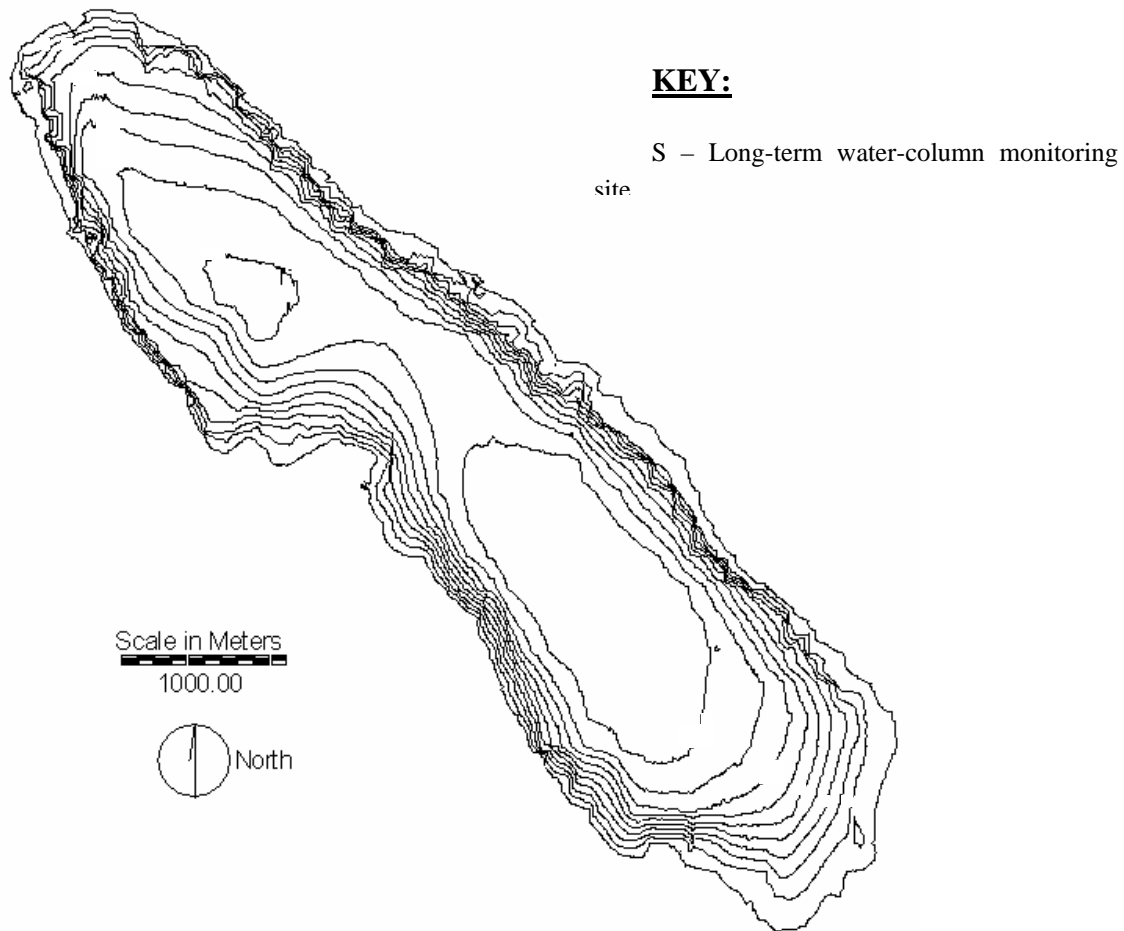 KEY:
S – Long-term water-column monitoring
site
Scale in Meters
1000.00
North